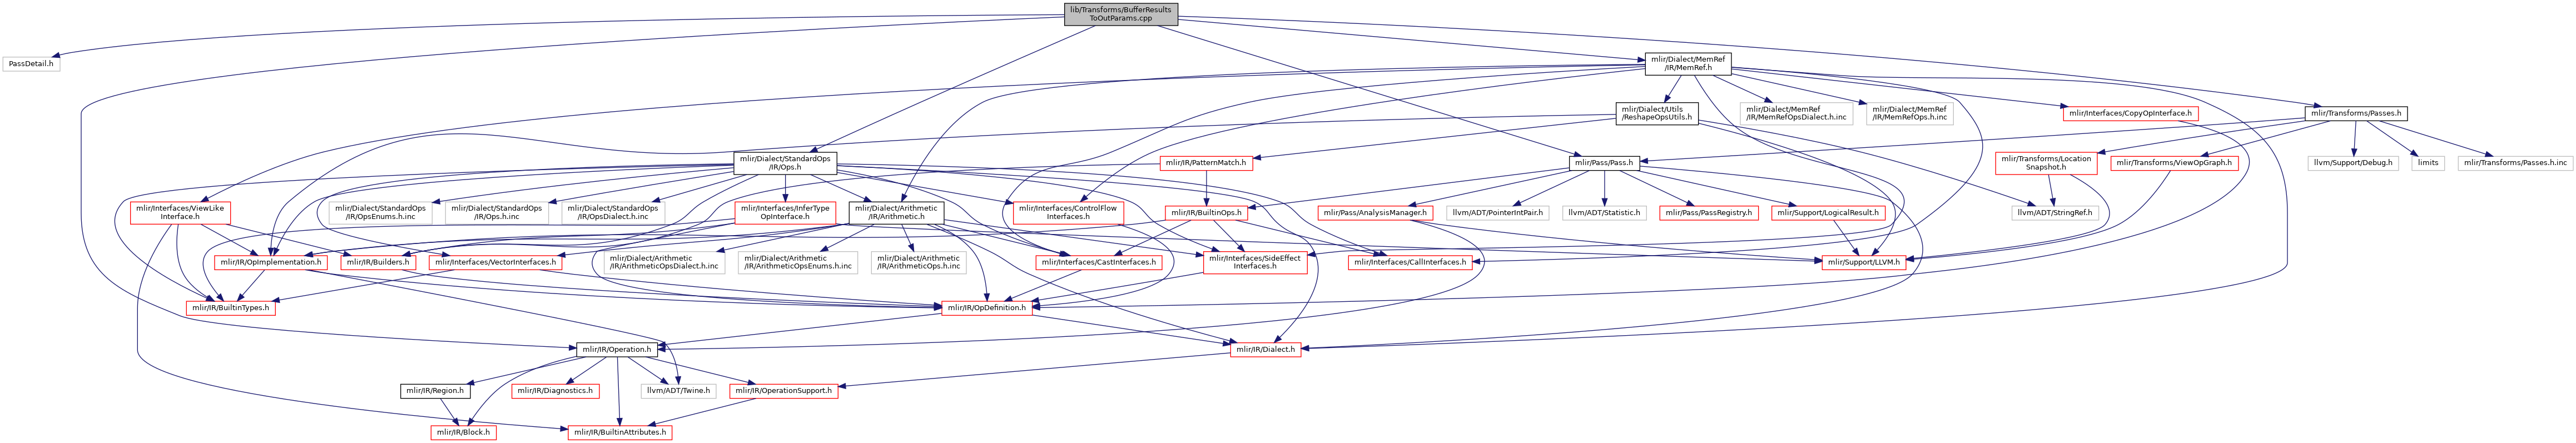 lib/Transforms/BufferResults
ToOutParams.cpp
PassDetail.h
mlir/Dialect/MemRef
/IR/MemRef.h
mlir/Dialect/Utils
/ReshapeOpsUtils.h
mlir/Dialect/MemRef
/IR/MemRefOpsDialect.h.inc
mlir/Dialect/MemRef
/IR/MemRefOps.h.inc
mlir/Interfaces/CopyOpInterface.h
mlir/Transforms/Passes.h
mlir/Dialect/StandardOps
/IR/Ops.h
mlir/IR/PatternMatch.h
mlir/Pass/Pass.h
mlir/Transforms/Location
Snapshot.h
mlir/Transforms/ViewOpGraph.h
llvm/Support/Debug.h
limits
mlir/Transforms/Passes.h.inc
mlir/Interfaces/ViewLike
Interface.h
mlir/Dialect/StandardOps
/IR/OpsEnums.h.inc
mlir/Dialect/StandardOps
/IR/Ops.h.inc
mlir/Dialect/StandardOps
/IR/OpsDialect.h.inc
mlir/Interfaces/InferType
OpInterface.h
mlir/Dialect/Arithmetic
/IR/Arithmetic.h
mlir/Interfaces/ControlFlow
Interfaces.h
mlir/IR/BuiltinOps.h
mlir/Pass/AnalysisManager.h
llvm/ADT/PointerIntPair.h
llvm/ADT/Statistic.h
mlir/Pass/PassRegistry.h
mlir/Support/LogicalResult.h
llvm/ADT/StringRef.h
mlir/IR/OpImplementation.h
mlir/IR/Builders.h
mlir/Interfaces/VectorInterfaces.h
mlir/Dialect/Arithmetic
/IR/ArithmeticOpsDialect.h.inc
mlir/Dialect/Arithmetic
/IR/ArithmeticOpsEnums.h.inc
mlir/Dialect/Arithmetic
/IR/ArithmeticOps.h.inc
mlir/Interfaces/CastInterfaces.h
mlir/Interfaces/SideEffect
Interfaces.h
mlir/Interfaces/CallInterfaces.h
mlir/Support/LLVM.h
mlir/IR/BuiltinTypes.h
mlir/IR/OpDefinition.h
mlir/IR/Operation.h
mlir/IR/Dialect.h
mlir/IR/Region.h
mlir/IR/Diagnostics.h
llvm/ADT/Twine.h
mlir/IR/OperationSupport.h
mlir/IR/Block.h
mlir/IR/BuiltinAttributes.h